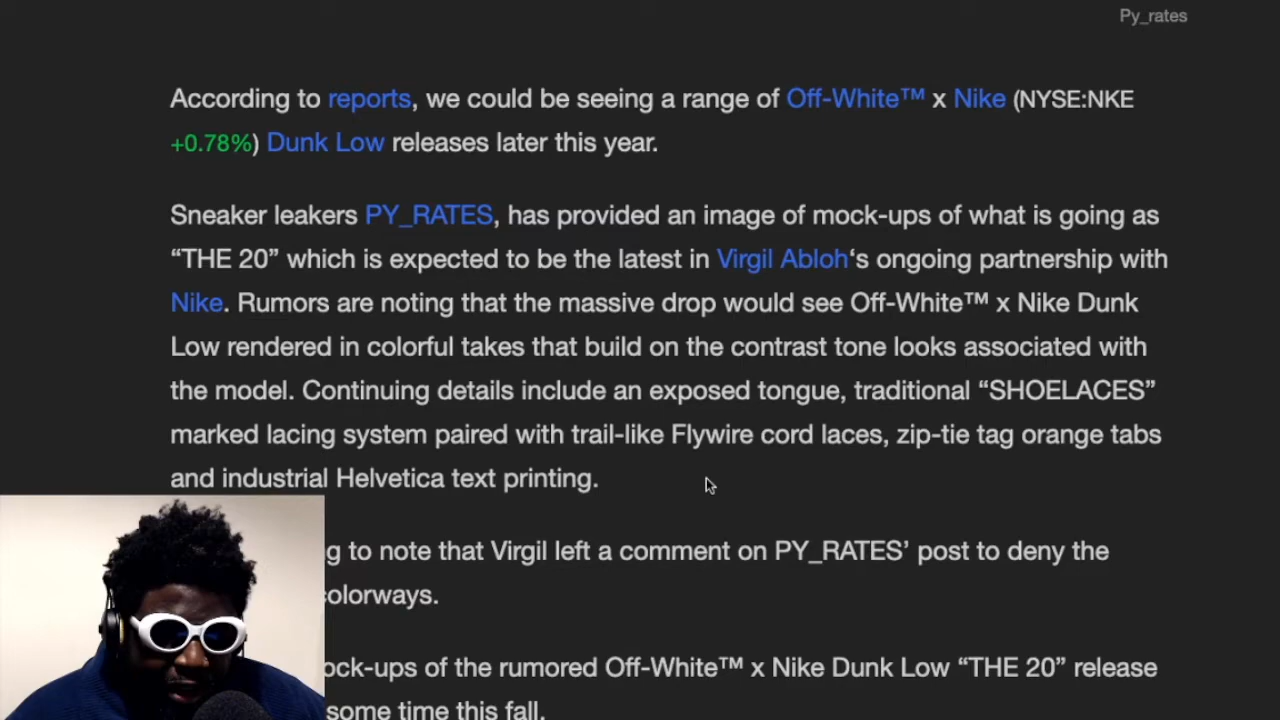 Py_rates
According to reports, we could be seeing a range of Off-White™ x Nike (NYSE:NKE
+0.78%) Dunk Low releases later this year.
Sneaker leakers PY_RATES, has provided an image of mock-ups of what is going as
“THE 20” which is expected to be the latest in Virgil Abloh‘s ongoing partnership with
Nike. Rumors are noting that the massive drop would see Off-White™ x Nike Dunk
Low rendered in colorful takes that build on the contrast tone looks associated with
the model. Continuing details include an exposed tongue, traditional “SHOELACES”
marked lacing system paired with trail-like Flywire cord laces, zip-tie tag orange tabs
and industrial Helvetica text printing.
g to note that Virgil left a comment on PY_RATES’ post to deny the
colorways.
ock-ups of the rumored Off-White™ x Nike Dunk Low “THE 20” release
some time this fall.